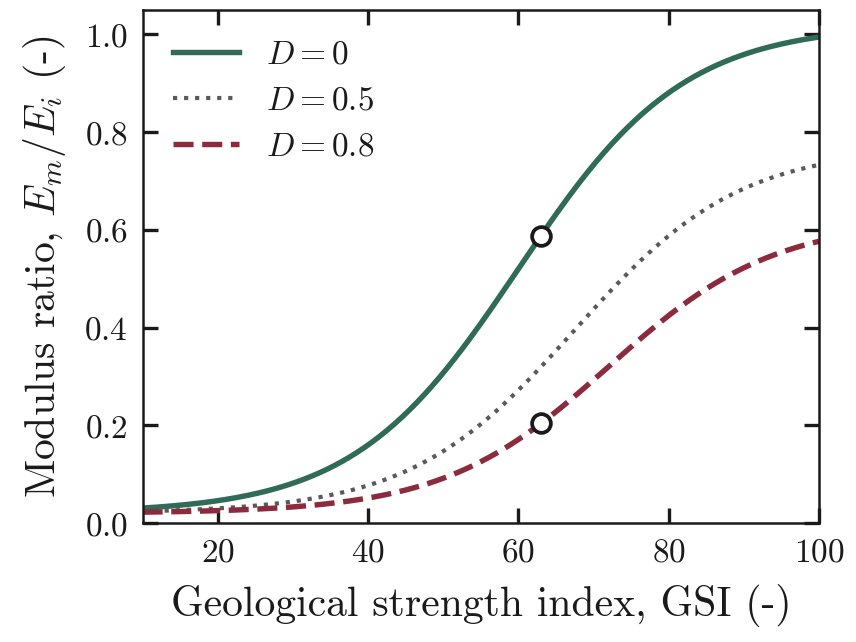 Modulus ratio, E_m/E_i (-)
1.0
0.8
0.6
0.4
0.2
0.0
D = 0
D = 0.5
D = 0.8
20 40 60 80 100
Geological strength index, GSI (-)